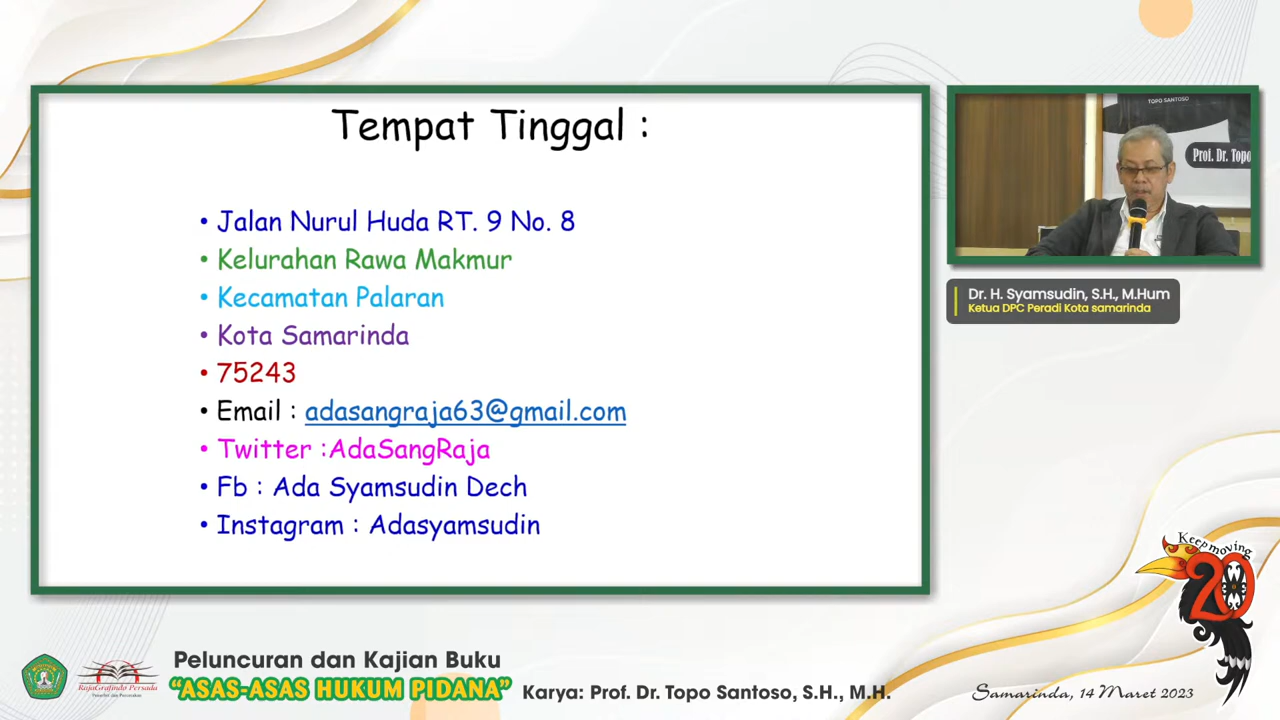 Tempat Tinggal :
• Jalan Nurul Huda RT. 9 No. 8
• Kelurahan Rawa Makmur
• Kecamatan Palaran
• Kota Samarinda
• 75243
• Email : adasangraja63@gmail.com
• Twitter :AdaSangRaja
• Fb : Ada Syamsudin Dech
• Instagram : Adasyamsudin
TOPO SANTOSO
Prof. Dr. Topo
Dr. H. Syamsudin, S.H., M.Hum
Ketua DPC Peradi Kota samarinda
Keep moving
20
RajaGrafindo Persada
Peluncuran dan Kajian Buku
“ASAS-ASAS HUKUM PIDANA”
Karya: Prof. Dr. Topo Santoso, S.H., M.H.
Samarinda, 14 Maret 2023